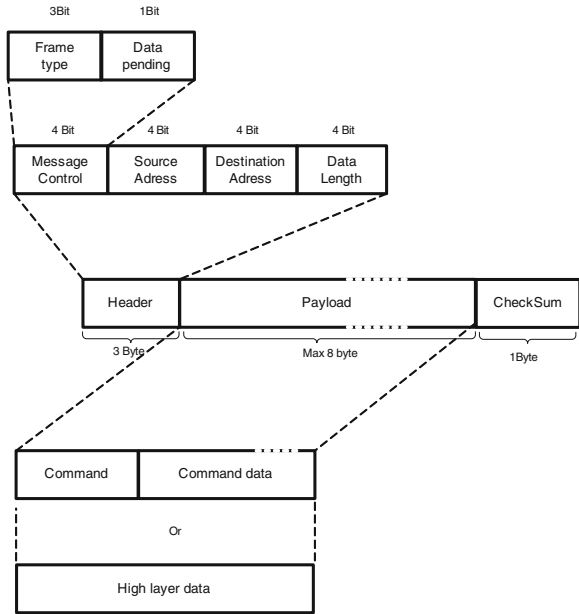 3Bit 1Bit
Frame type Data pending
4 Bit 4 Bit 4 Bit 4 Bit
Message Control Source Adress Destination Adress Data Length
Header Payload CheckSum
3 Byte Max 8 byte 1Byte
Command Command data
Or
High layer data